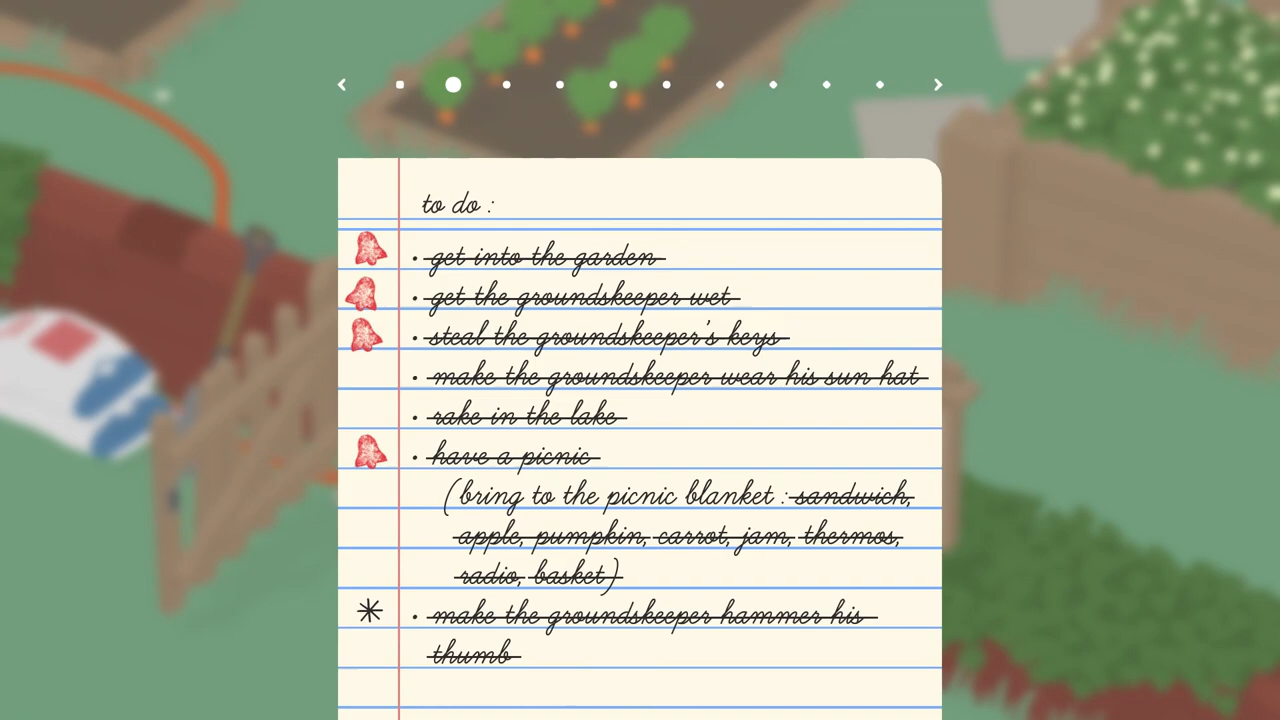 to do :
• get into the garden
• get the groundskeeper wet
• steal the groundskeeper's keys
• make the groundskeeper wear his sun hat
• rake in the lake
• have a picnic
(bring to the picnic blanket : sandwich,
apple, pumpkin, carrot, jam, thermos,
radio, basket)
• make the groundskeeper hammer his
thumb